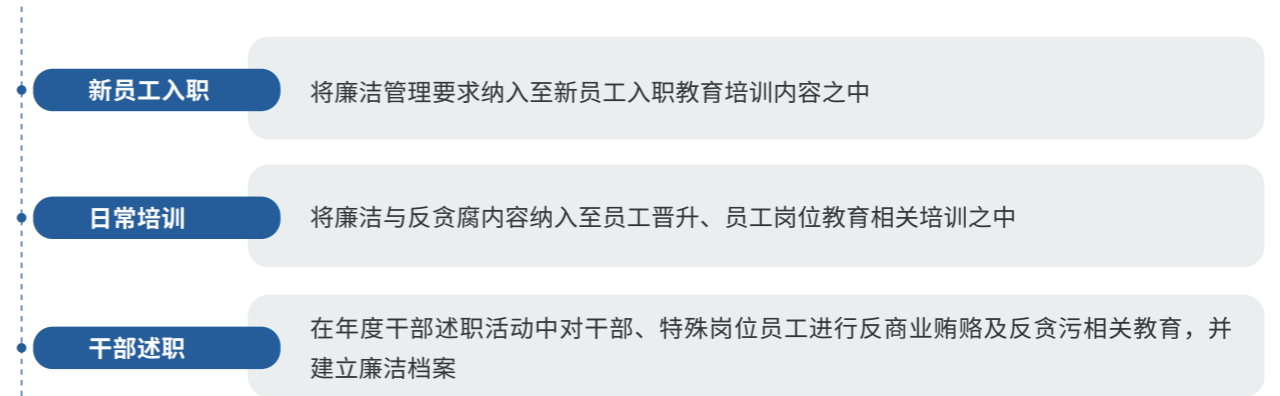 新员工入职
将廉洁管理要求纳入至新员工入职教育培训内容之中
日常培训
将廉洁与反贪腐内容纳入至员工晋升、员工岗位教育相关培训之中
干部述职
在年度干部述职活动中对干部、特殊岗位员工进行反商业贿赂及反贪污相关教育，并
建立廉洁档案